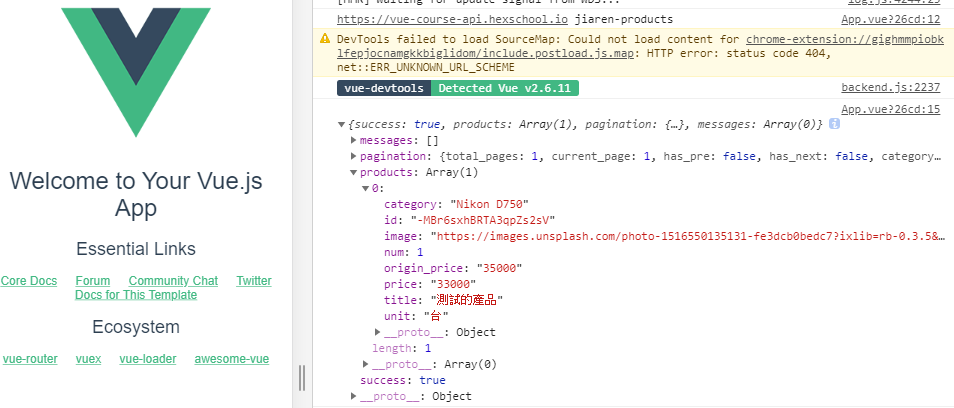 Welcome to Your Vue.js
App
Essential Links
Core Docs Forum Community Chat Twitter
Docs for This Template
Ecosystem
vue-router vuex vue-loader awesome-vue
https://vue-course-api.hexschool.io jiaren-products App.vue?26cd:12
DevTools failed to load SourceMap: Could not load content for chrome-extension://gighmmpiobk
lfepjocnamgkkbiglidom/include.postload.js.map: HTTP error: status code 404,
net::ERR_UNKNOWN_URL_SCHEME
vue-devtools Detected Vue v2.6.11 backend.js:2237
App.vue?26cd:15
{success: true, products: Array(1), pagination: {…}, messages: Array(0)}
messages: []
pagination: {total_pages: 1, current_page: 1, has_pre: false, has_next: false, category…
products: Array(1)
0:
category: "Nikon D750"
id: "-MBr6sxhBRTA3qpZs2sV"
image: "https://images.unsplash.com/photo-1516550135131-fe3dcb0bedc7?ixlib=rb-0.3.5&…
num: 1
origin_price: "35000"
price: "33000"
title: "測試的產品"
unit: "台"
__proto__: Object
length: 1
__proto__: Array(0)
success: true
__proto__: Object